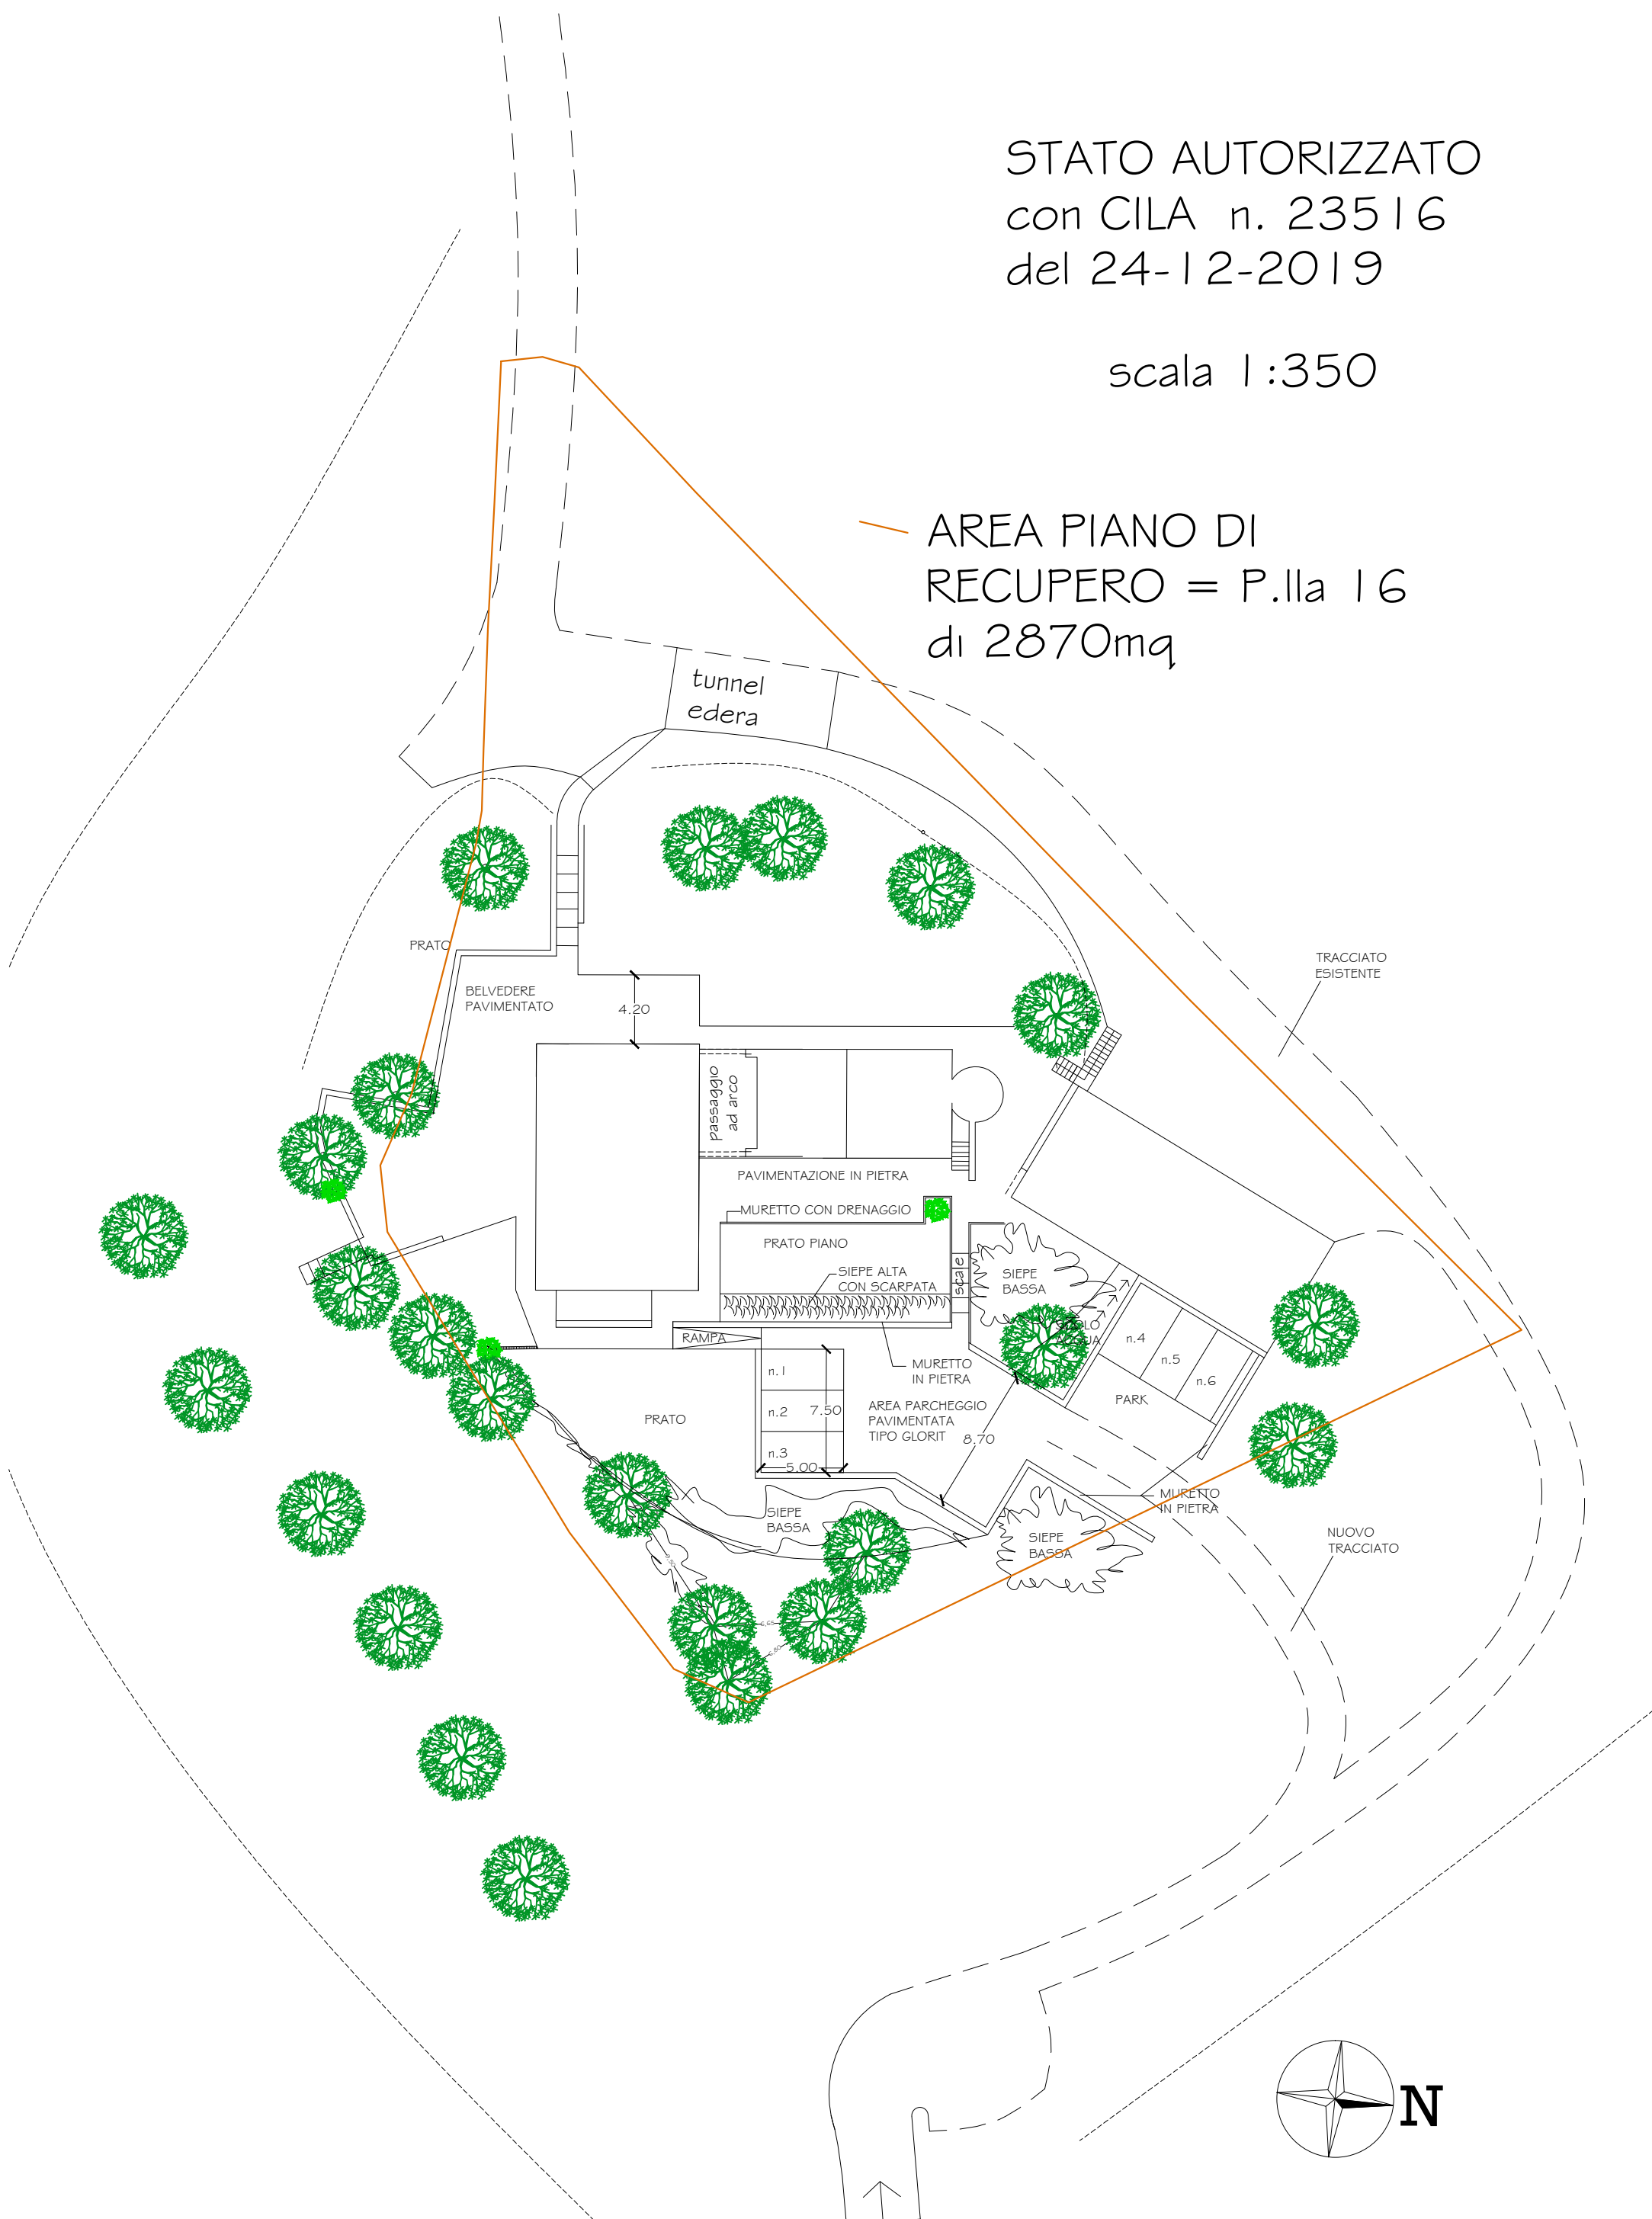 STATO AUTORIZZATO
con CILA n. 23516
del 24-12-2019
scala 1:350
AREA PIANO DI
RECUPERO = P.lla 16
di 2870mq
tunnel
edera
PRATO
BELVEDERE
PAVIMENTATO
4.20
TRACCIATO
ESISTENTE
passaggio
ad arco
PAVIMENTAZIONE IN PIETRA
MURETTO CON DRENAGGIO
PRATO PIANO
SIEPE ALTA
CON SCARPATA
scale
SIEPE
BASSA
SCOLO
ACQUA
n.4
n.5
n.6
PARK
RAMPA
MURETTO
IN PIETRA
n.1
n.2
n.3
7.50
5.00
AREA PARCHEGGIO
PAVIMENTATA
TIPO GLORIT
8.70
PRATO
SIEPE
BASSA
MURETTO
IN PIETRA
SIEPE
BASSA
NUOVO
TRACCIATO
N